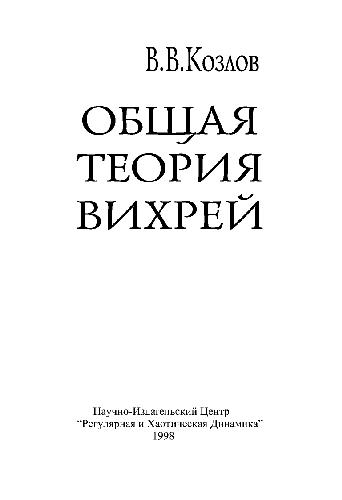 В.В.Козлов
ОБЩАЯ
ТЕОРИЯ
ВИХРЕЙ
Научно-Издательский Центр
“Регулярная и Хаотическая Динамика”
1998